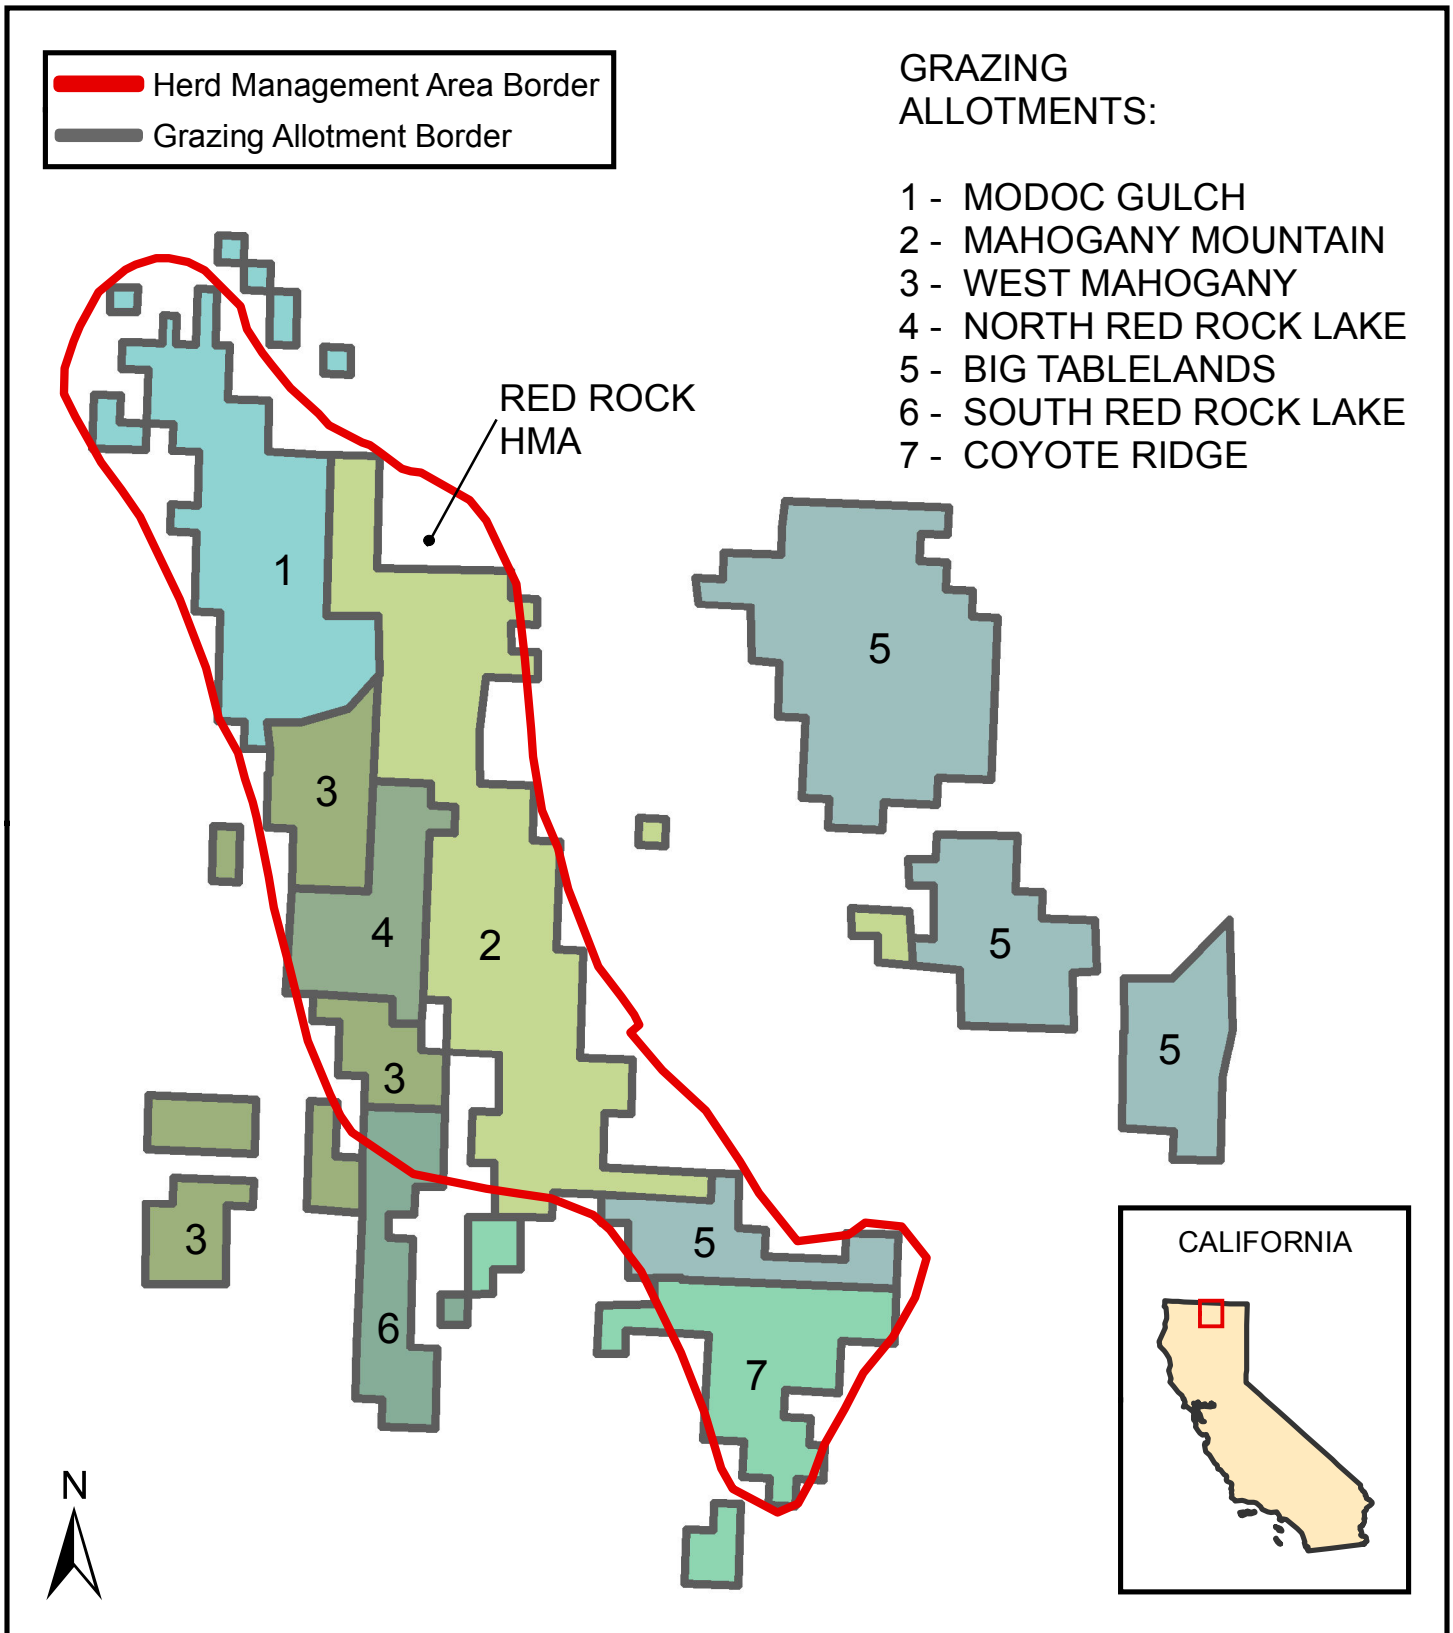 Herd Management Area Border
Grazing Allotment Border
GRAZING
ALLOTMENTS:
1 - MODOC GULCH
2 - MAHOGANY MOUNTAIN
3 - WEST MAHOGANY
4 - NORTH RED ROCK LAKE
5 - BIG TABLELANDS
6 - SOUTH RED ROCK LAKE
7 - COYOTE RIDGE
RED ROCK
HMA
1
5
3
4
2
5
5
3
3
5
6
7
CALIFORNIA
N